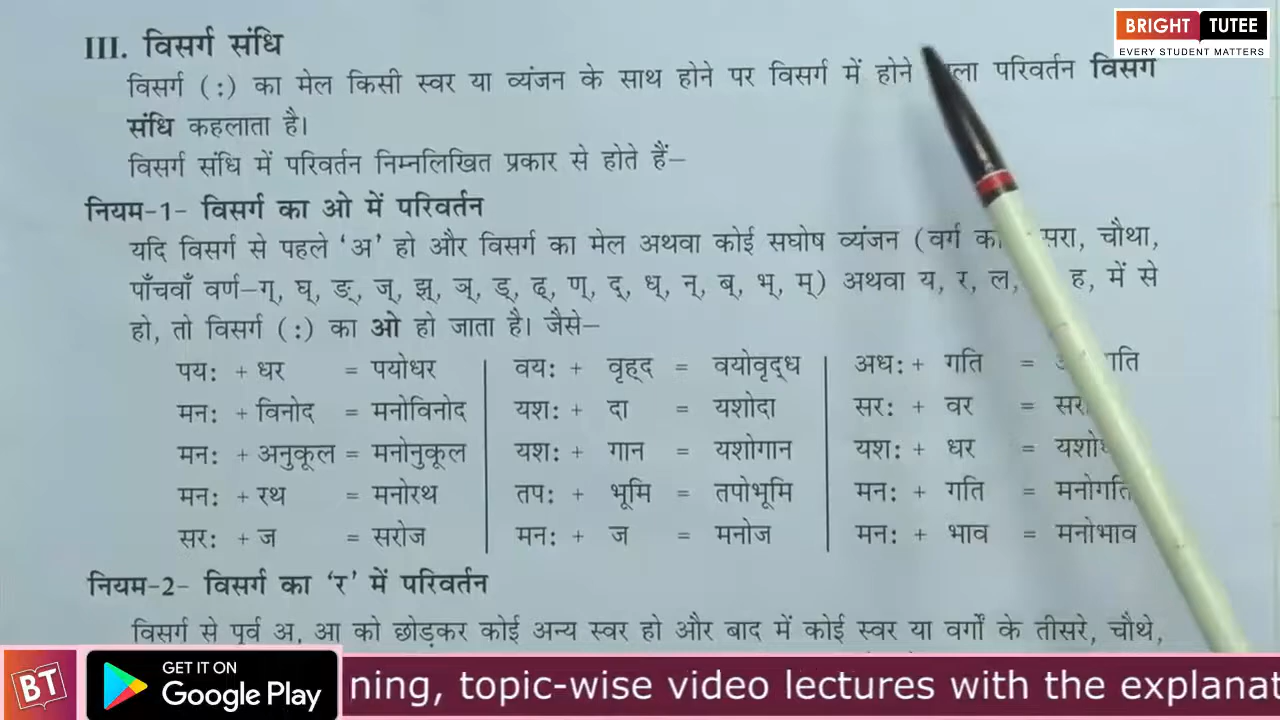 BRIGHT TUTEE
EVERY STUDENT MATTERS
III. विसर्ग संधि
विसर्ग (:) का मेल किसी स्वर या व्यंजन के साथ होने पर विसर्ग में होने परिवर्तन विसर्ग
संधि कहलाता है।
विसर्ग संधि में परिवर्तन निम्नलिखित प्रकार से होते हैं–
नियम-1- विसर्ग का ओ में परिवर्तन
यदि विसर्ग से पहले ‘अ’ हो और विसर्ग का मेल अथवा कोई सघोष व्यंजन (वर्ग का चौथा,
पाँचवाँ वर्ण–ग्, घ्, ङ्, ज्, झ्, ञ्, ड्, ढ्, ण्, द्, ध्, न्, ब्, भ्, म्) अथवा य, र, ल, ह, में से
हो, तो विसर्ग (:) का ओ हो जाता है। जैसे–
पय: + धर = पयोधर वय: + वृह्द = वयोवृद्ध अध: + गति =
मन: + विनोद = मनोविनोद यश: + दा = यशोदा सर: + वर =
मन: + अनुकूल = मनोनुकूल यश: + गान = यशोगान यश: + धर =
मन: + रथ = मनोरथ तप: + भूमि = तपोभूमि मन: + गति = मनोगति
सर: + ज = सरोज मन: + ज = मनोज मन: + भाव = मनोभाव
नियम-2- विसर्ग का ‘र’ में परिवर्तन
विसर्ग से पूर्व अ, आ को छोड़कर कोई अन्य स्वर हो और बाद में कोई स्वर या वर्गों के तीसरे, चौथे,
BT
GET IT ON
Google Play
ning, topic-wise video lectures with the explanat